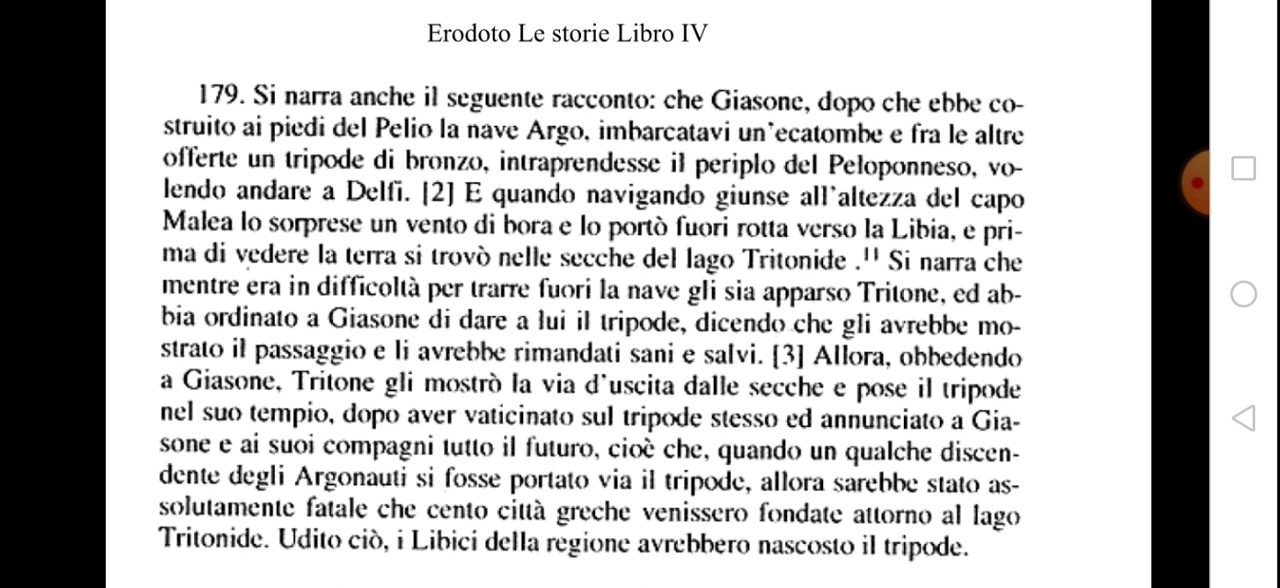 Erodoto Le storie Libro IV
179. Si narra anche il seguente racconto: che Giasone, dopo che ebbe co-
struito ai piedi del Pelio la nave Argo, imbarcatavi un'ecatombe e fra le altre
offerte un tripode di bronzo, intraprendesse il periplo del Peloponneso, vo-
lendo andare a Delfi. [2] E quando navigando giunse all'altezza del capo
Malea lo sorprese un vento di bora e lo portò fuori rotta verso la Libia, e pri-
ma di vedere la terra si trovò nelle secche del lago Tritonide .¹¹ Si narra che
mentre era in difficoltà per trarre fuori la nave gli sia apparso Tritone, ed ab-
bia ordinato a Giasone di dare a lui il tripode, dicendo che gli avrebbe mo-
strato il passaggio e li avrebbe rimandati sani e salvi. [3] Allora, obbedendo
a Giasone, Tritone gli mostrò la via d'uscita dalle secche e pose il tripode
nel suo tempio, dopo aver vaticinato sul tripode stesso ed annunciato a Gia-
sone e ai suoi compagni tutto il futuro, cioè che, quando un qualche discen-
dente degli Argonauti si fosse portato via il tripode, allora sarebbe stato as-
solutamente fatale che cento città greche venissero fondate attorno al lago
Tritonide. Udito ciò, i Libici della regione avrebbero nascosto il tripode.